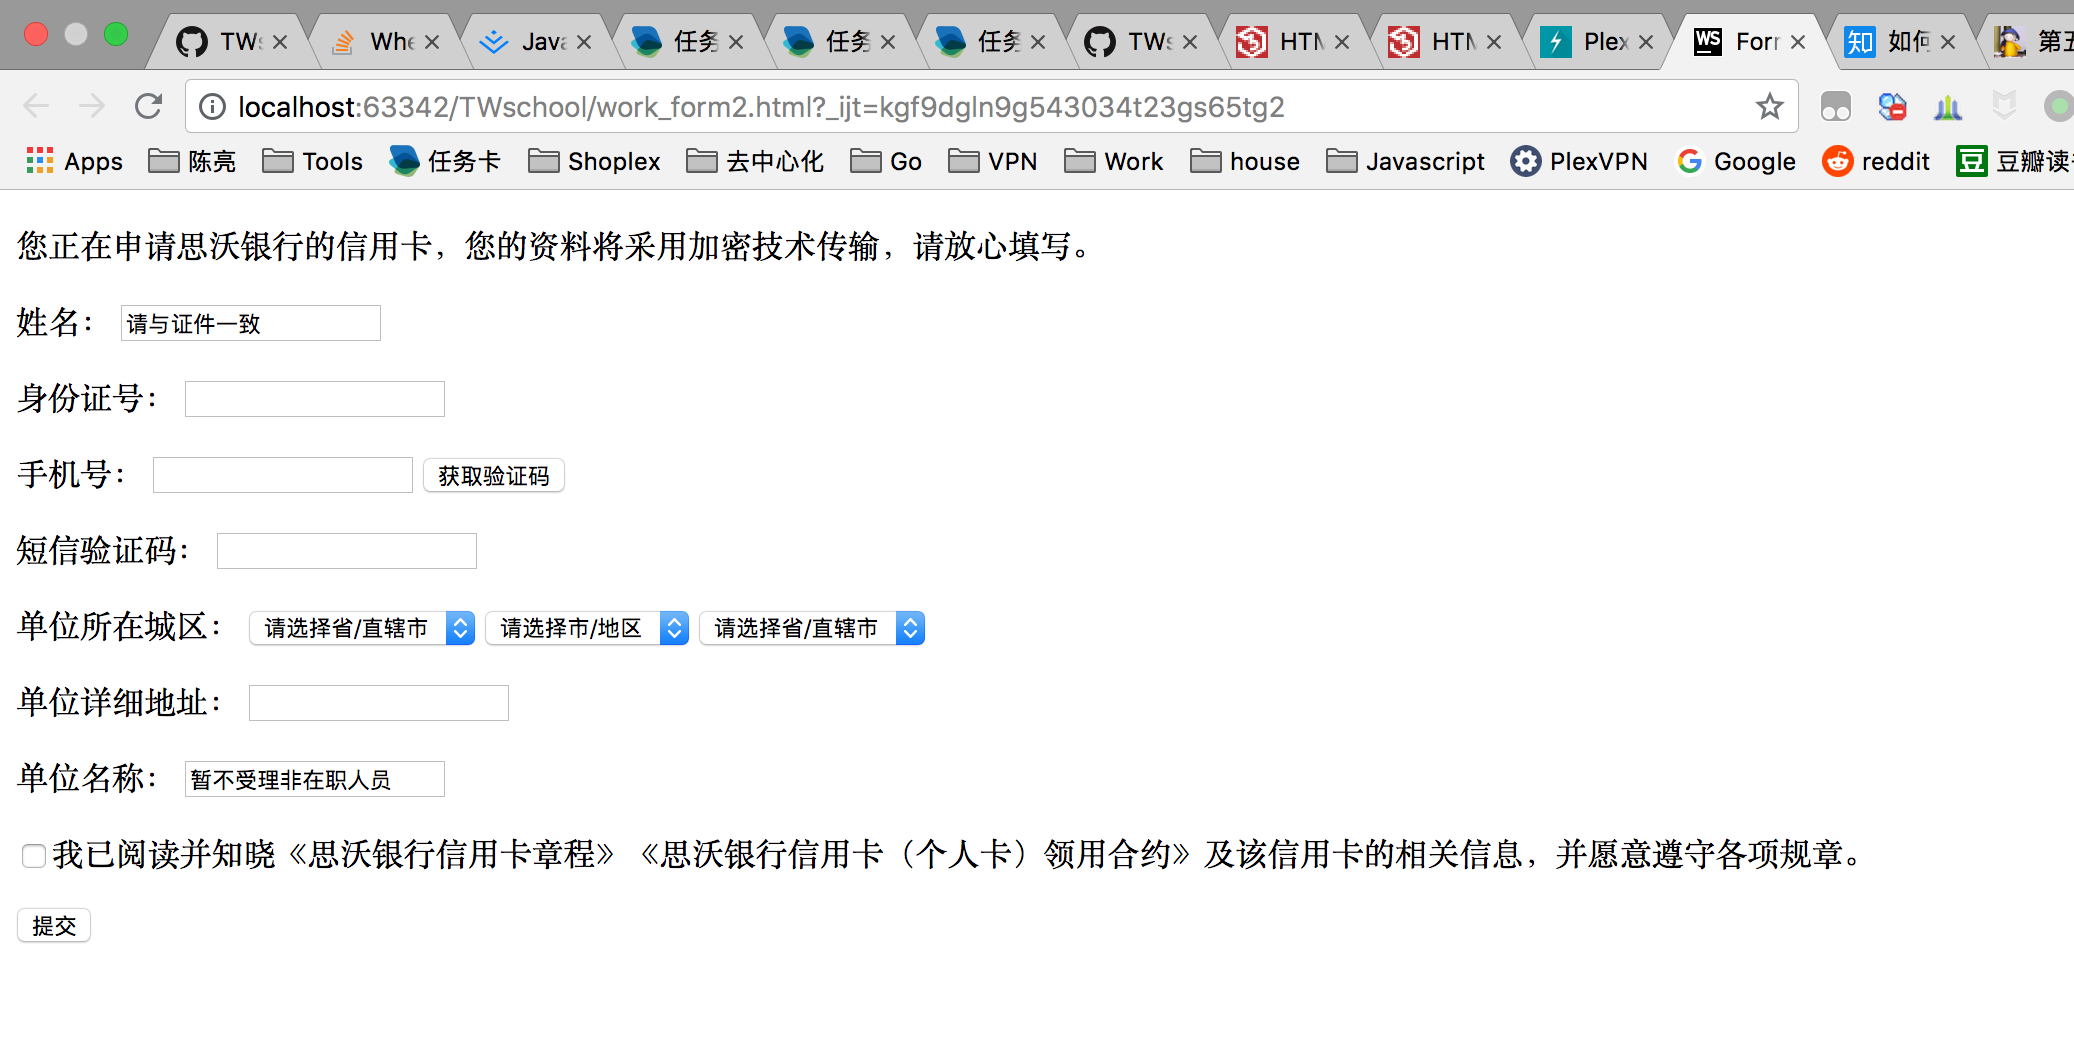 TWs Whe Java 任务 任务 任务 TWs HTM HTM Plex WS Forr 知 如何 第五
localhost:63342/TWschool/work_form2.html?_ijt=kgf9dgln9g543034t23gs65tg2
Apps 陈亮 Tools 任务卡 Shoplex 去中心化 Go VPN Work house Javascript PlexVPN Google reddit 豆 豆瓣读
您正在申请思沃银行的信用卡，您的资料将采用加密技术传输，请放心填写。
姓名： 请与证件一致
身份证号：
手机号： 获取验证码
短信验证码：
单位所在城区： 请选择省/直辖市 请选择市/地区 请选择省/直辖市
单位详细地址：
单位名称： 暂不受理非在职人员
我已阅读并知晓《思沃银行信用卡章程》《思沃银行信用卡（个人卡）领用合约》及该信用卡的相关信息，并愿意遵守各项规章。
提交